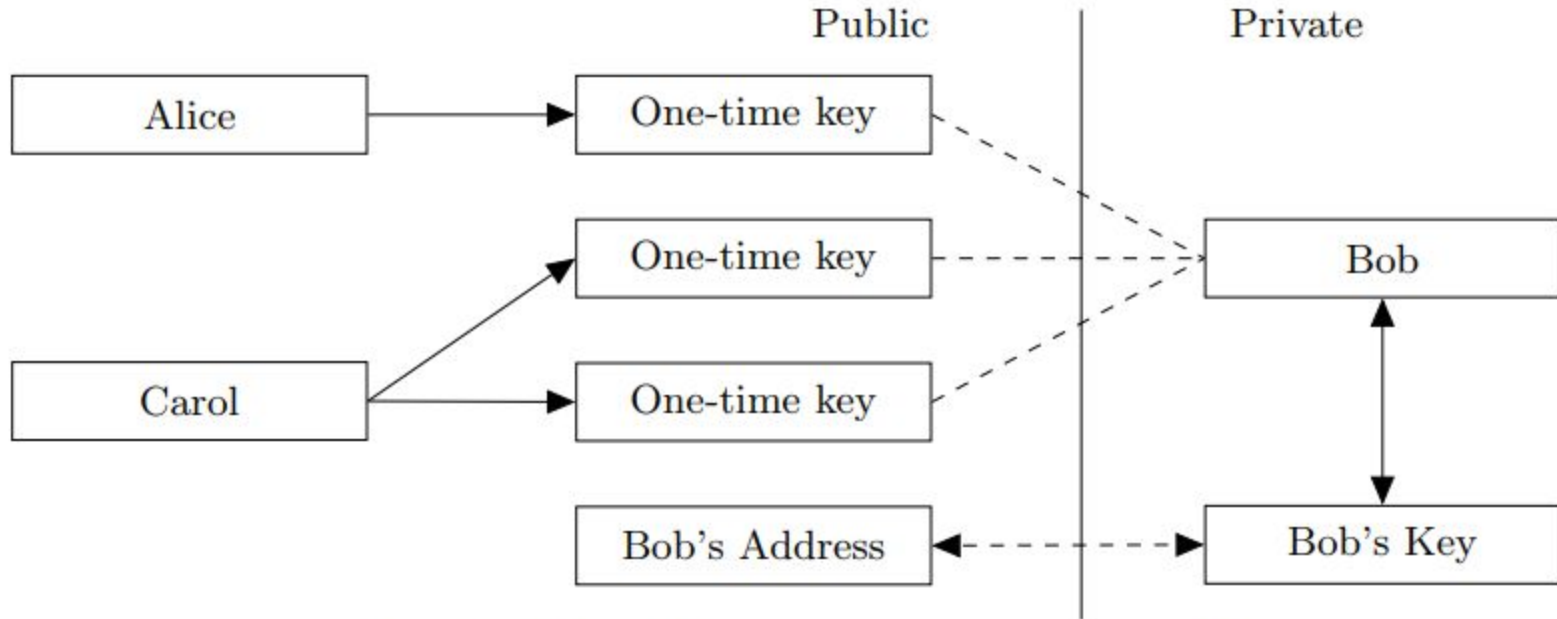 Public
Private
Alice
One-time key
One-time key
Bob
Carol
One-time key
Bob's Address
Bob's Key